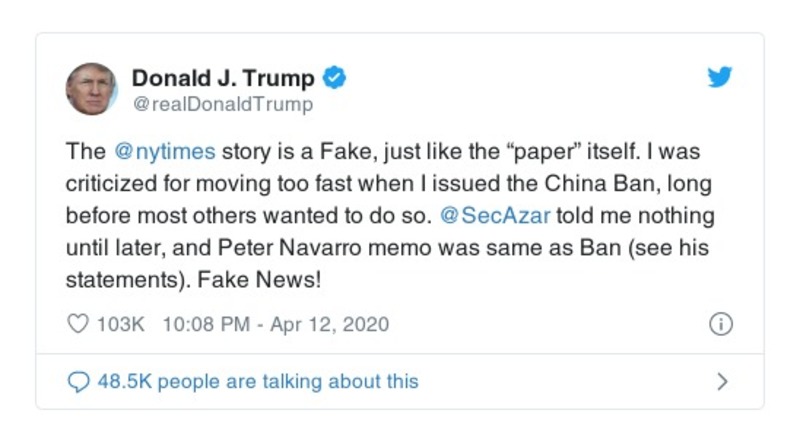 Donald J. Trump
@realDonaldTrump
The @nytimes story is a Fake, just like the “paper” itself. I was
criticized for moving too fast when I issued the China Ban, long
before most others wanted to do so. @SecAzar told me nothing
until later, and Peter Navarro memo was same as Ban (see his
statements). Fake News!
103K 10:08 PM - Apr 12, 2020
48.5K people are talking about this